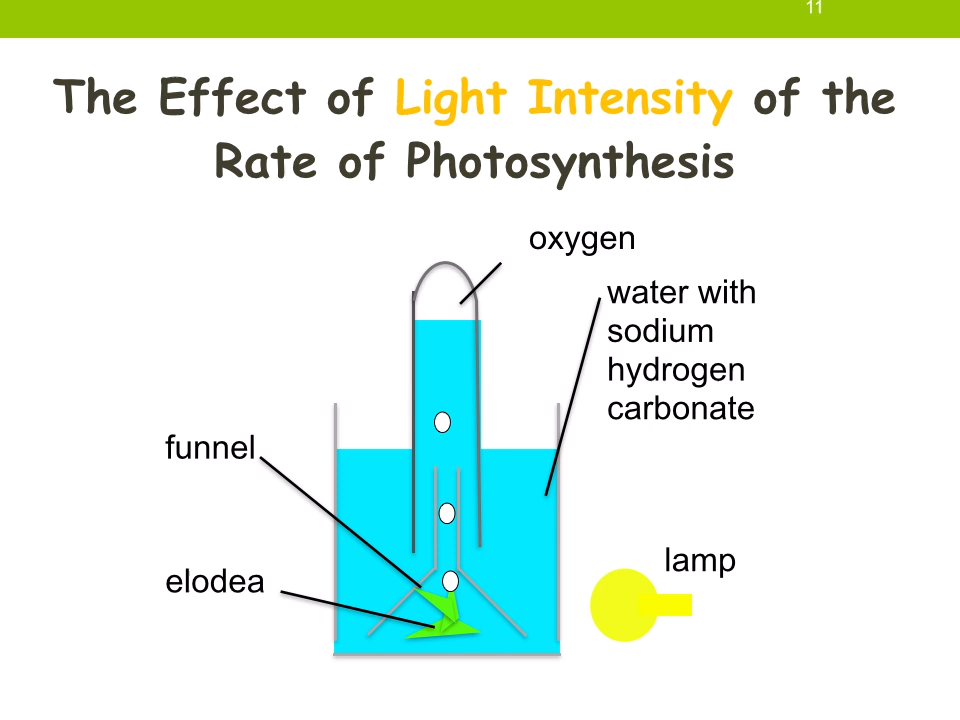 11
The Effect of Light Intensity of the
Rate of Photosynthesis
oxygen
water with
sodium
hydrogen
carbonate
funnel
elodea
lamp